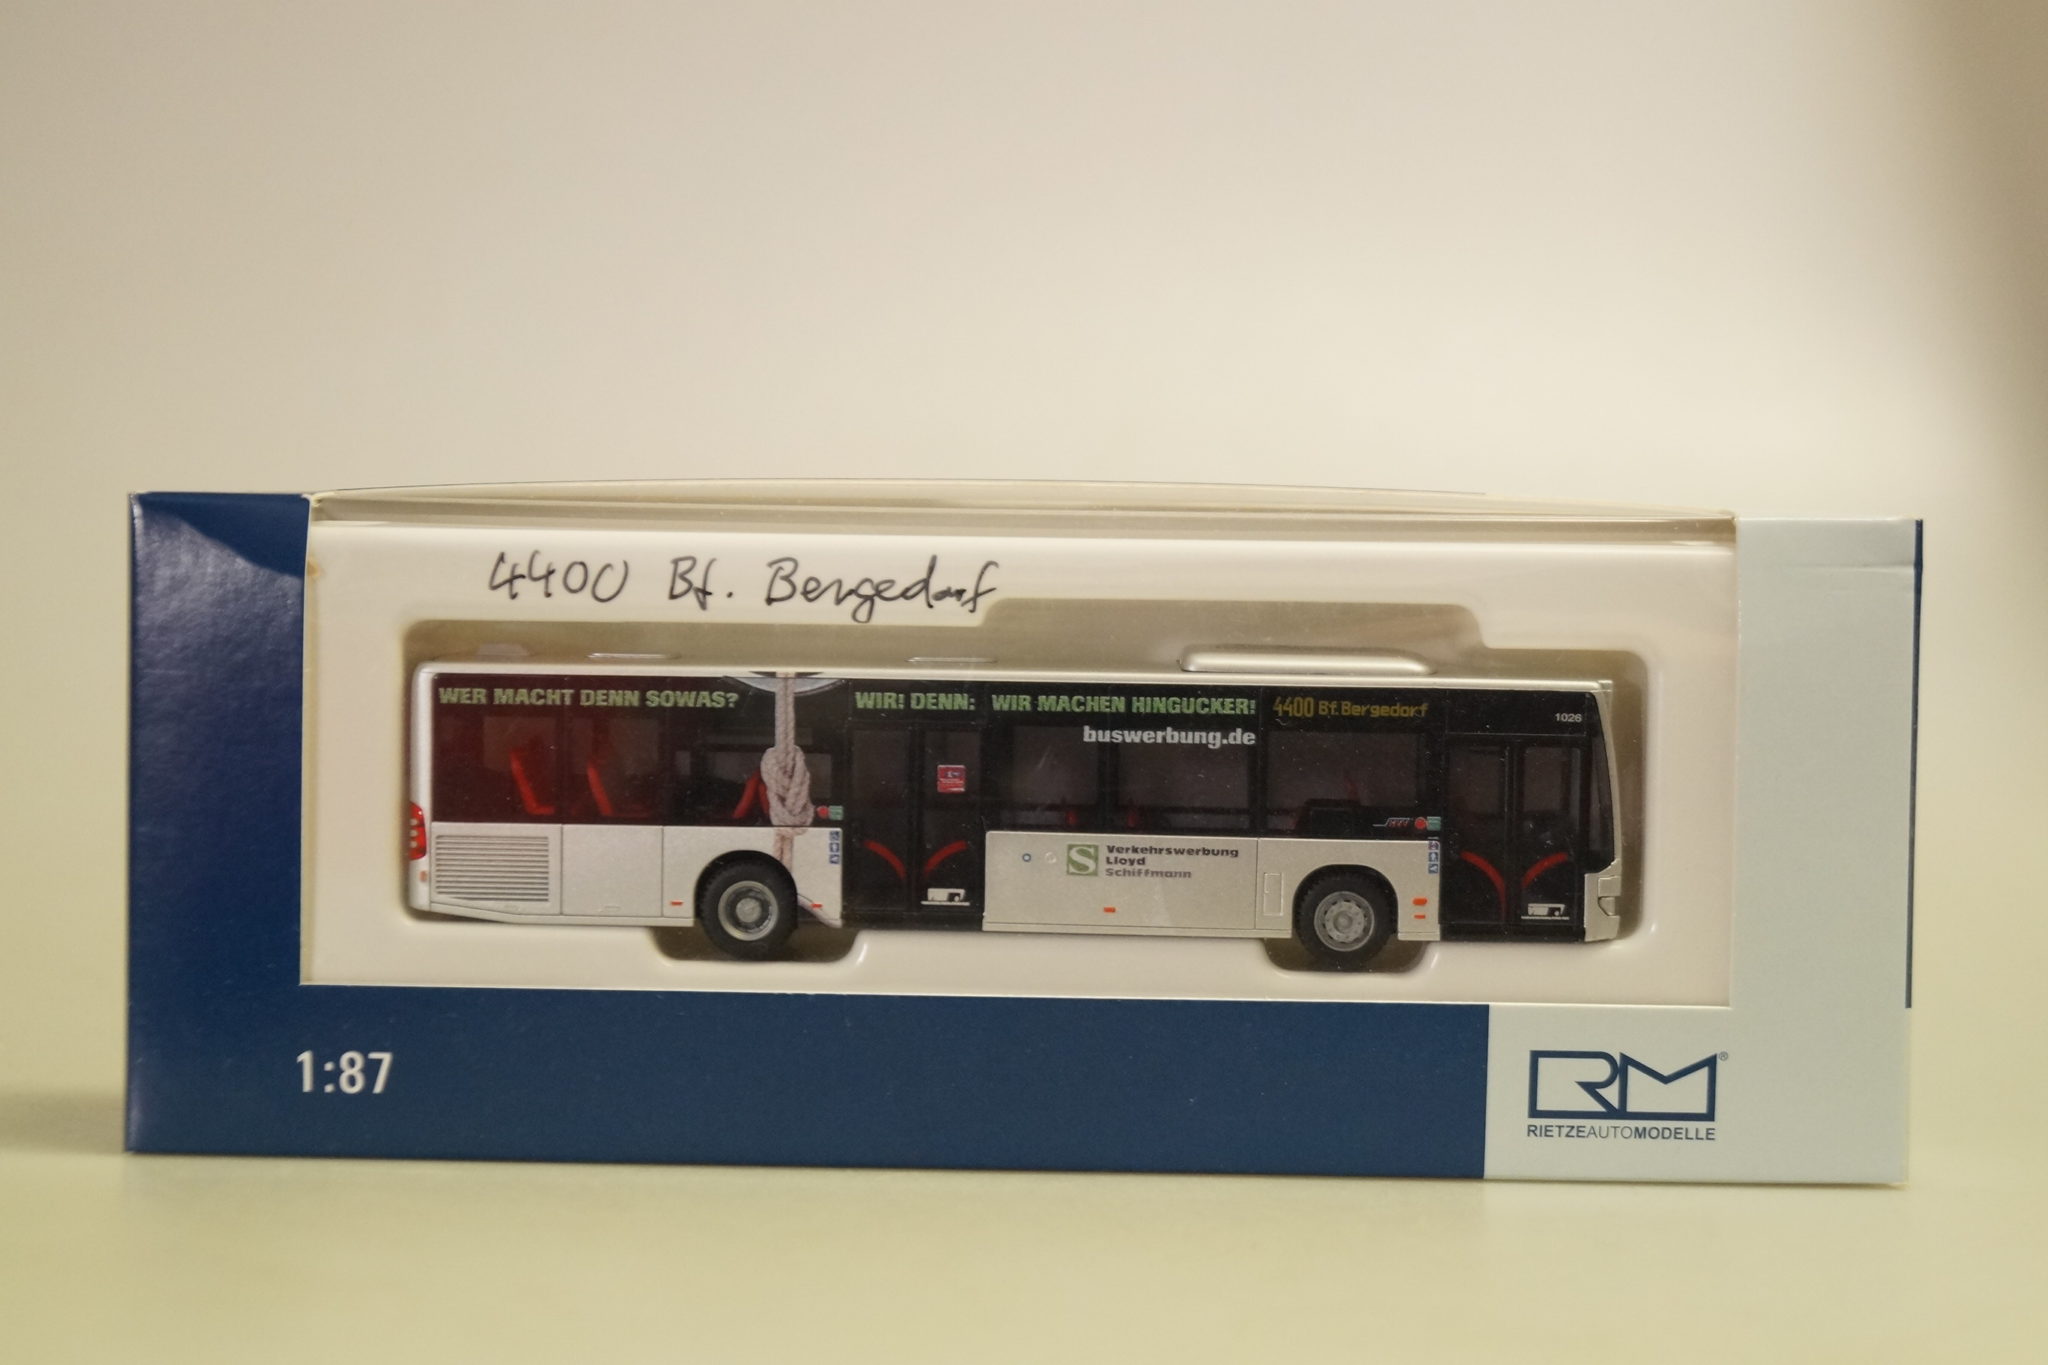 4400 Bf. Bergedorf
WER MACHT DENN SOWAS? WIR! DENN: WIR MACHEN HINGUCKER! 4400 Bf.Bergedorf
1026
buswerbung.de
S Verkehrswerbung
Lloyd
Schiffmann
1:87
RM®
RIETZEAUTOMODELLE